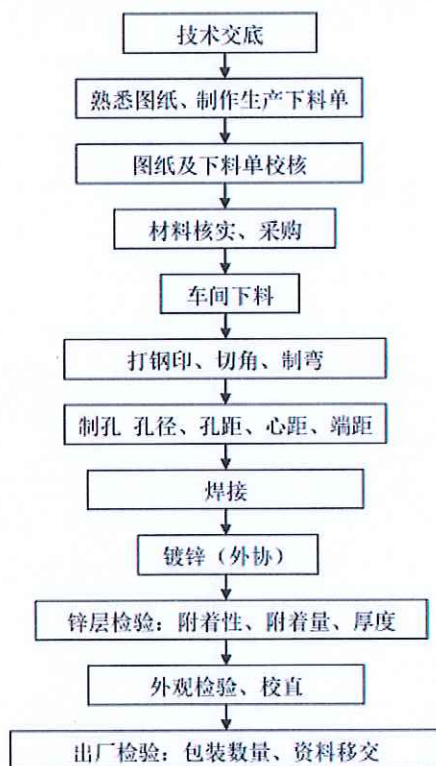 技术交底
熟悉图纸、制作生产下料单
图纸及下料单校核
材料核实、采购
车间下料
打钢印、切角、制弯
制孔 孔径、孔距、心距、端距
焊接
镀锌（外协）
锌层检验：附着性、附着量、厚度
外观检验、校直
出厂检验：包装数量、资料移交